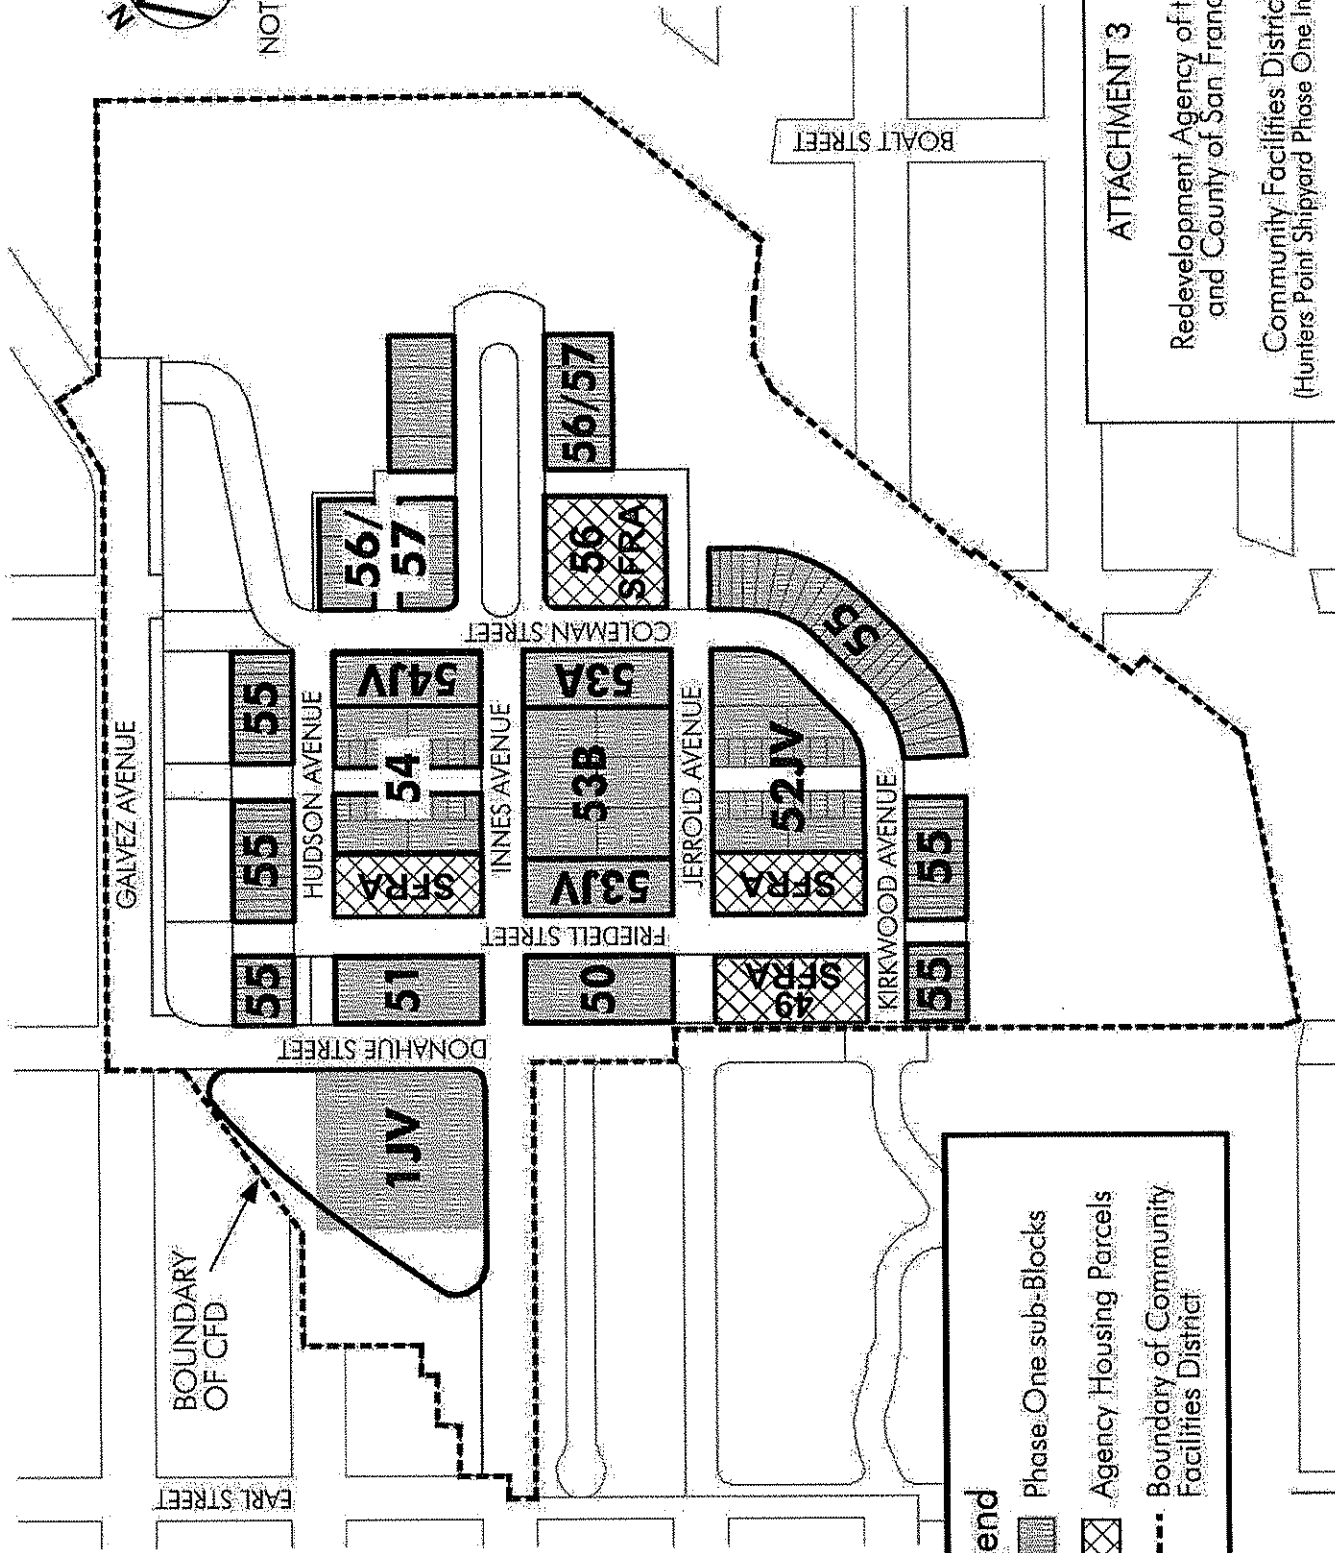 N
NOT
BOUNDARY
OF CFD
EARL STREET
GALVEZ AVENUE
DONAHUE STREET
1JV
55
55
55
HUDSON AVENUE
51
SFRA
54
54JV
56/
57
INNES AVENUE
FRIEDELL STREET
COLEMAN STREET
50
53JV
53B
53A
56
SFRA
56/57
JERROLD AVENUE
49
SFRA
SFRA
52JV
55
KIRKWOOD AVENUE
55
55
BOALT STREET
end
Phase One sub-Blocks
Agency Housing Parcels
Boundary of Community
Facilities District
ATTACHMENT 3
Redevelopment Agency of t
and County of San Franc
Community Facilities Distric
(Hunters Point Shipyard Phase One Im